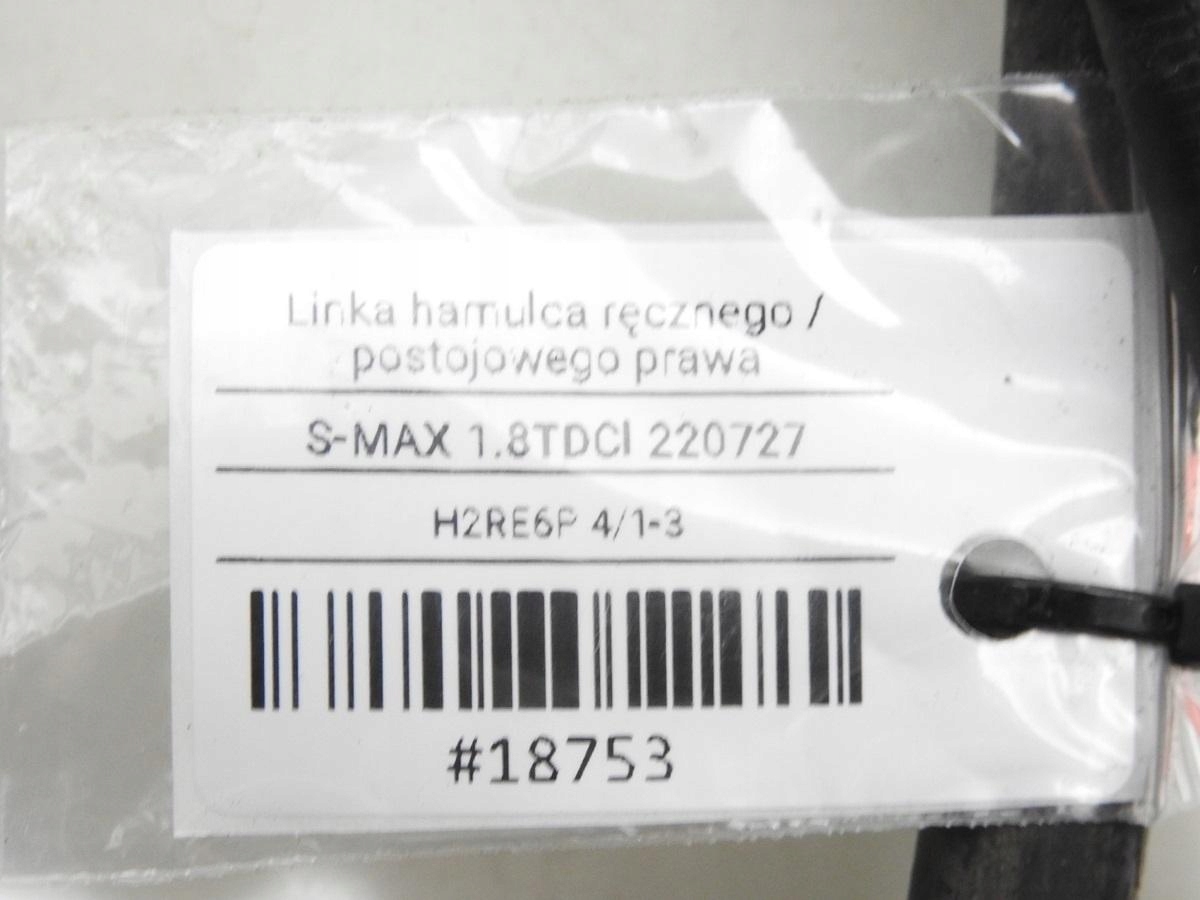 Linka hamulca ręcznego /
postojowego prawa
S-MAX 1.8TDCI 220727
H2RE6P 4/1-3
#18753